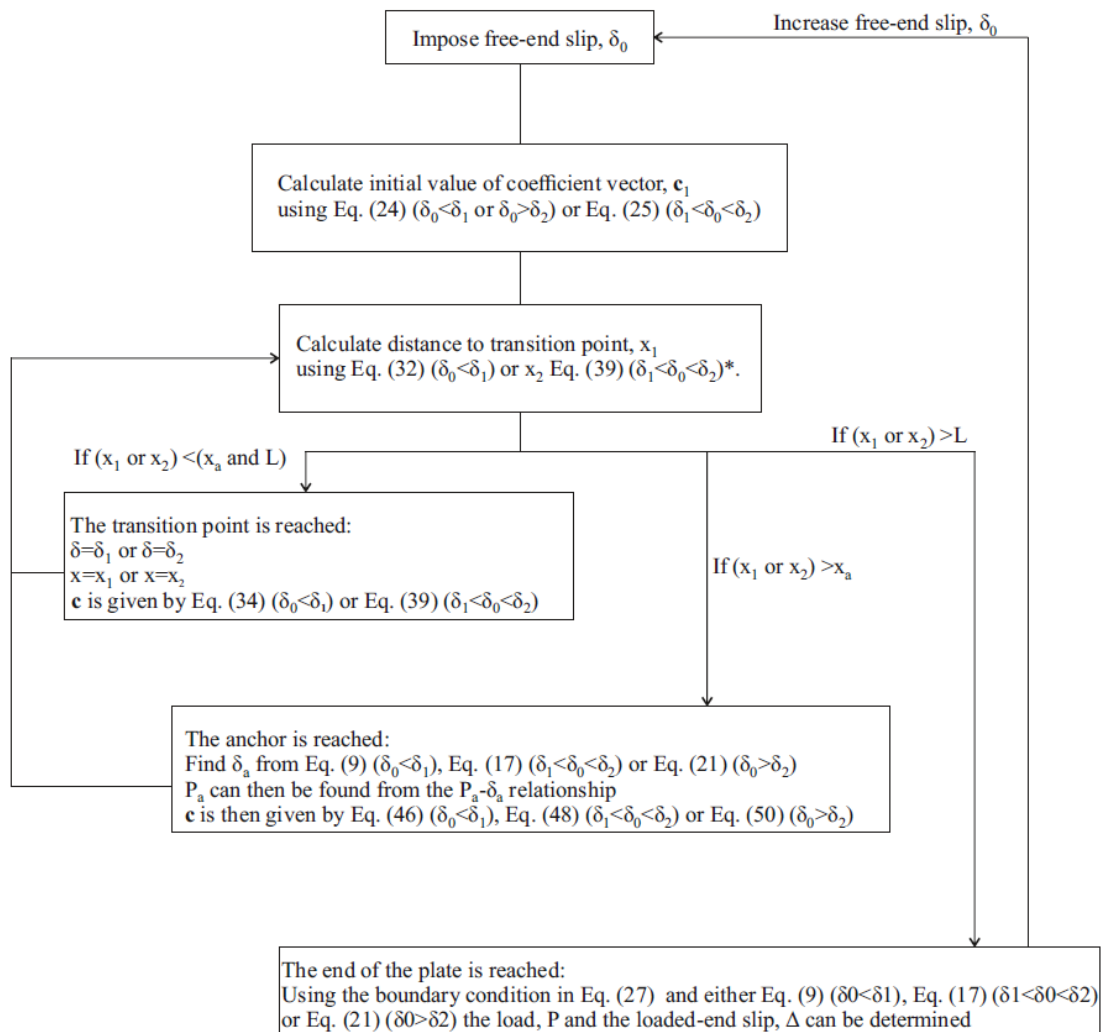 Impose free-end slip, δ₀
Increase free-end slip, δ₀
Calculate initial value of coefficient vector, c₁
using Eq. (24) (δ₀<δ₁ or δ₀>δ₂) or Eq. (25) (δ₁<δ₀<δ₂)
Calculate distance to transition point, x₁
using Eq. (32) (δ₀<δ₁) or x₂ Eq. (39) (δ₁<δ₀<δ₂)*.
If (x₁ or x₂) <(xₐ and L)
If (x₁ or x₂) >L
The transition point is reached:
δ=δ₁ or δ=δ₂
x=x₁ or x=x₂
c is given by Eq. (34) (δ₀<δ₁) or Eq. (39) (δ₁<δ₀<δ₂)
If (x₁ or x₂) >xₐ
The anchor is reached:
Find δₐ from Eq. (9) (δ₀<δ₁), Eq. (17) (δ₁<δ₀<δ₂) or Eq. (21) (δ₀>δ₂)
Pₐ can then be found from the Pₐ-δₐ relationship
c is then given by Eq. (46) (δ₀<δ₁), Eq. (48) (δ₁<δ₀<δ₂) or Eq. (50) (δ₀>δ₂)
The end of the plate is reached:
Using the boundary condition in Eq. (27) and either Eq. (9) (δ0<δ1), Eq. (17) (δ1<δ0<δ2)
or Eq. (21) (δ0>δ2) the load, P and the loaded-end slip, Δ can be determined